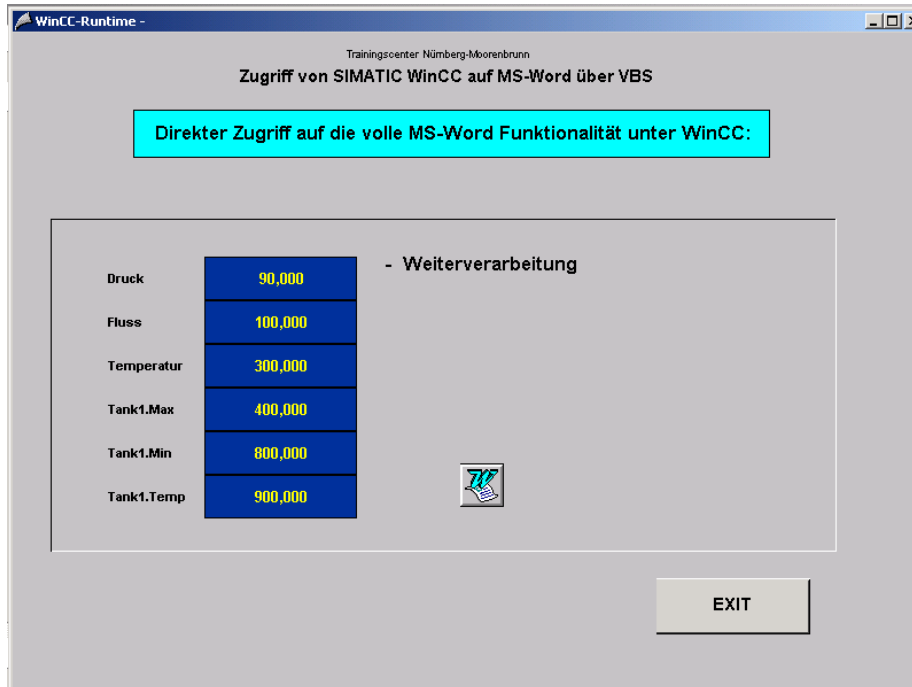 WinCC-Runtime -
Trainingscenter Nürnberg-Moorenbrunn
Zugriff von SIMATIC WinCC auf MS-Word über VBS
Direkter Zugriff auf die volle MS-Word Funktionalität unter WinCC:
- Weiterverarbeitung
Druck 90,000
Fluss 100,000
Temperatur 300,000
Tank1.Max 400,000
Tank1.Min 800,000
Tank1.Temp 900,000
W
EXIT